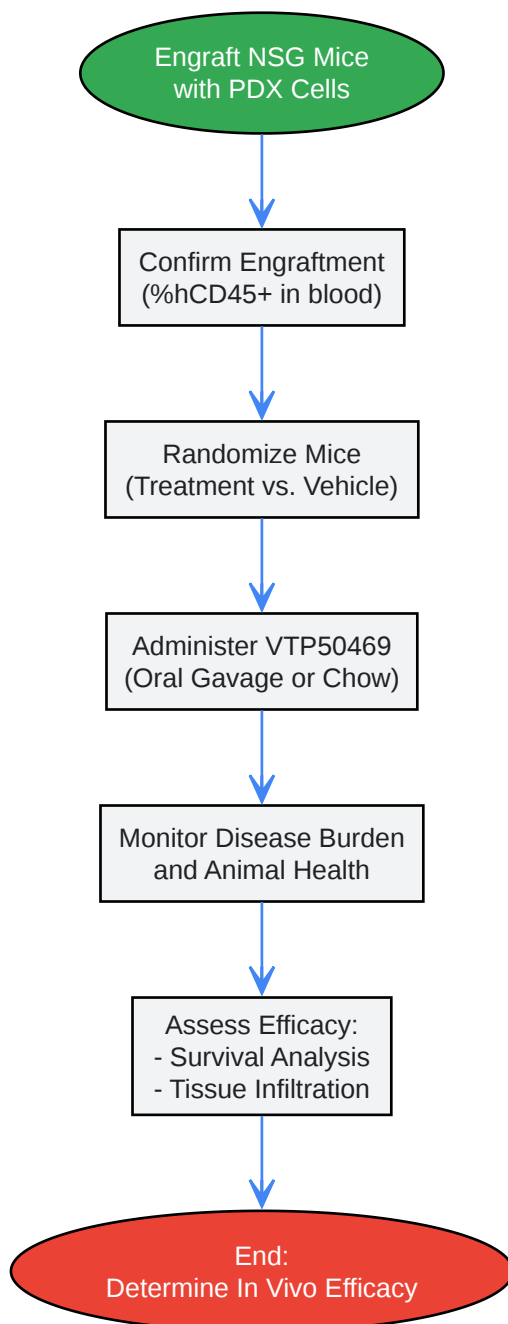 Engraft NSG Mice
with PDX Cells
Confirm Engraftment
(%hCD45+ in blood)
Randomize Mice
(Treatment vs. Vehicle)
Administer VTP50469
(Oral Gavage or Chow)
Monitor Disease Burden
and Animal Health
Assess Efficacy:
- Survival Analysis
- Tissue Infiltration
End:
Determine In Vivo Efficacy